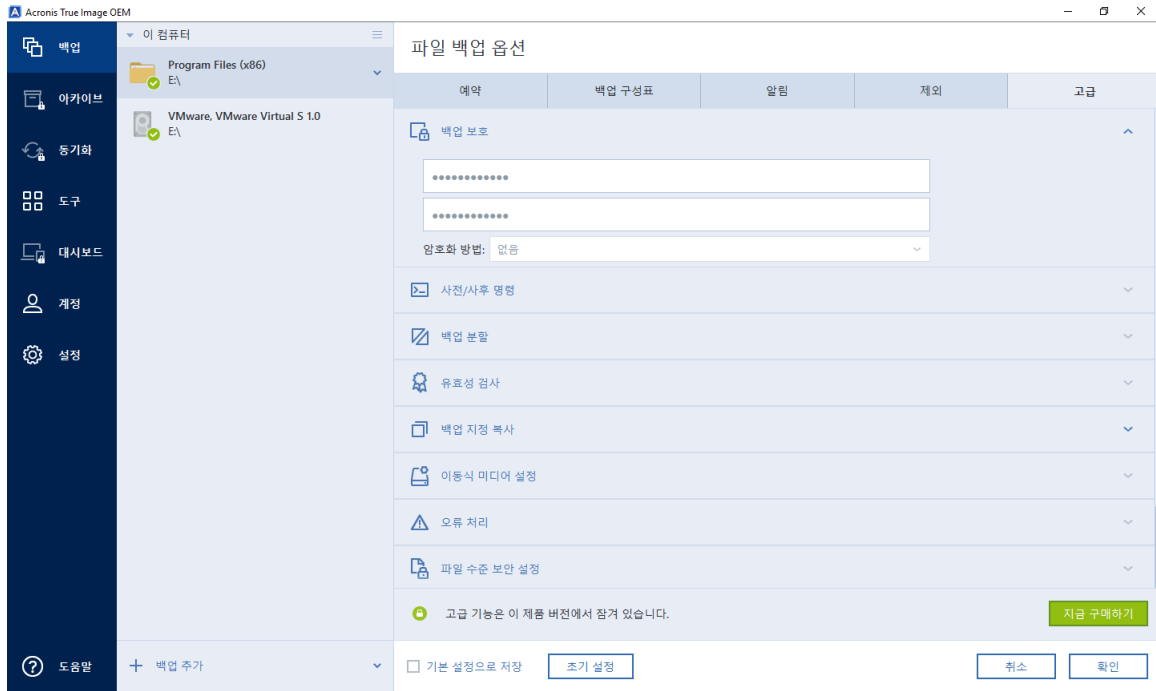 Acronis True Image OEM
백업
아카이브
동기화
도구
대시보드
계정
설정
도움말
이 컴퓨터
Program Files (x86)
E:\
VMware, VMware Virtual S 1.0
E:\
백업 추가
파일 백업 옵션
예약
백업 구성표
알림
제외
고급
백업 보호
••••••••••••
••••••••••••
암호화 방법: 없음
사전/사후 명령
백업 분할
유효성 검사
백업 지정 복사
이동식 미디어 설정
오류 처리
파일 수준 보안 설정
고급 기능은 이 제품 버전에서 잠겨 있습니다.
지금 구매하기
기본 설정으로 저장
초기 설정
취소
확인